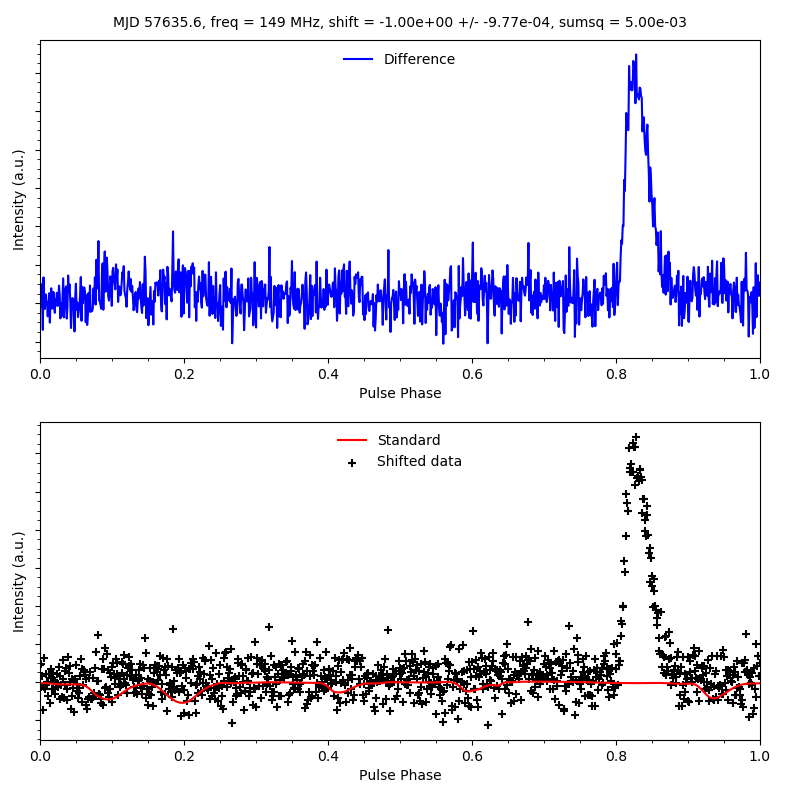 MJD 57635.6, freq = 149 MHz, shift = -1.00e+00 +/- -9.77e-04, sumsq = 5.00e-03
Difference
Intensity (a.u.)
0.0 0.2 0.4 0.6 0.8 1.0
Pulse Phase
Standard
Shifted data
Intensity (a.u.)
0.0 0.2 0.4 0.6 0.8 1.0
Pulse Phase